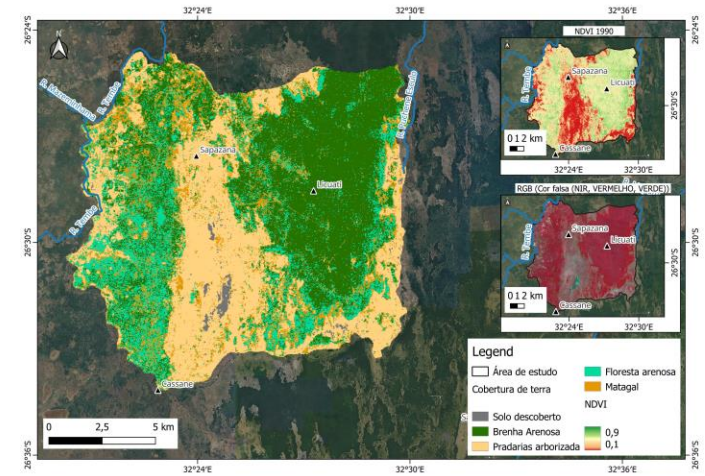 32°24'E
32°30'E
32°36'E
26°24'S
26°24'S
N
R. Tembe
Sapazana
Licuati
R. Tembe
Cassane
26°30'S
26°30'S
26°36'S
26°36'S
0 2,5 5 km
32°24'E
32°30'E
32°36'E
NDVI 1990
Sapazana
Licuati
R. Tembe
Cassane
0 1 2 km
26°30'S
32°24'E
32°30'E
RGB (Cor falsa (NIR, VERMELHO, VERDE))
Sapazana
Licuati
R. Tembe
Cassane
0 1 2 km
26°30'S
32°24'E
32°30'E
Legend
Área de estudo
Cobertura de terra
Solo descoberto
Brenha Arenosa
Pradarias arborizada
Floresta arenosa
Matagal
NDVI
0,9
0,1